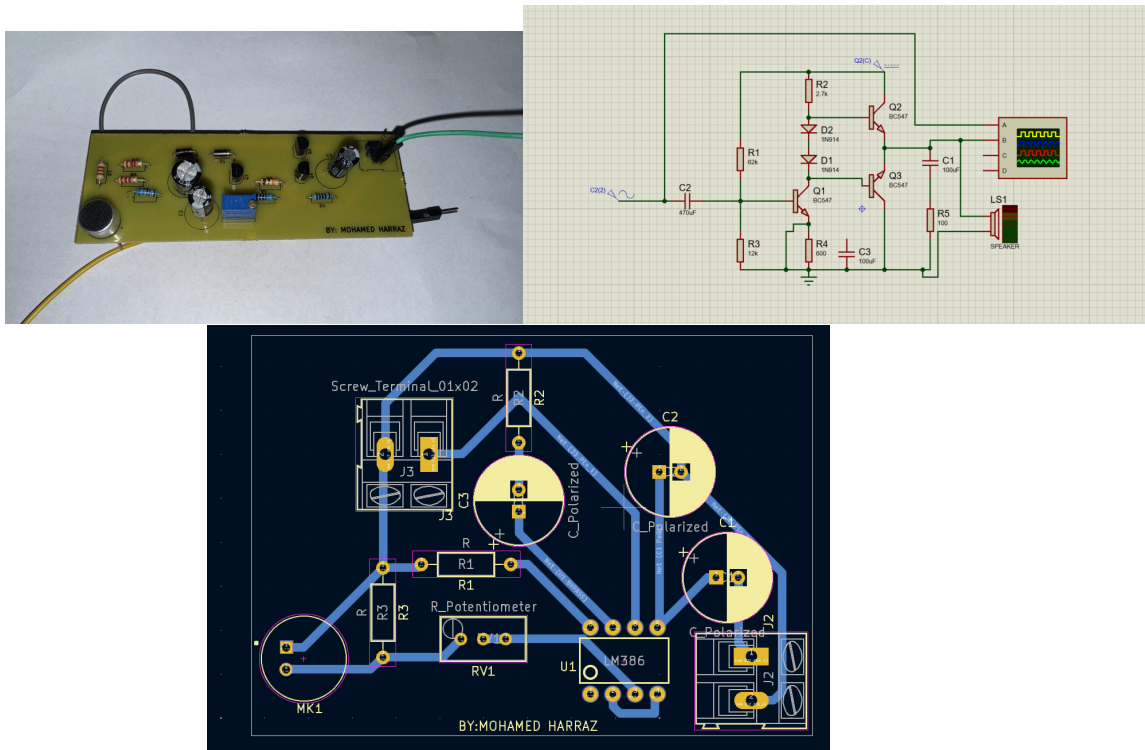 BY: MOHAMED HARRAZ
Q2(C)
R2
2.7k
Q2
BC547
D2
1N914
A
B
C
D
R1
62k
D1
1N914
C1
100uF
Q3
BC547
C2(2)
C2
470uF
Q1
BC547
LS1
SPEAKER
R5
100
R3
12k
R4
600
C3
100uF
Screw_Terminal_01x02
R
R2
R2
C2
J3
J3
C3
C_Polarized
C_Polarized
C1
R
R1
R1
R
R3
R3
R_Potentiometer
RV1
RV1
C_Polarized
J2
J2
U1
LM386
MK1
BY:MOHAMED HARRAZ